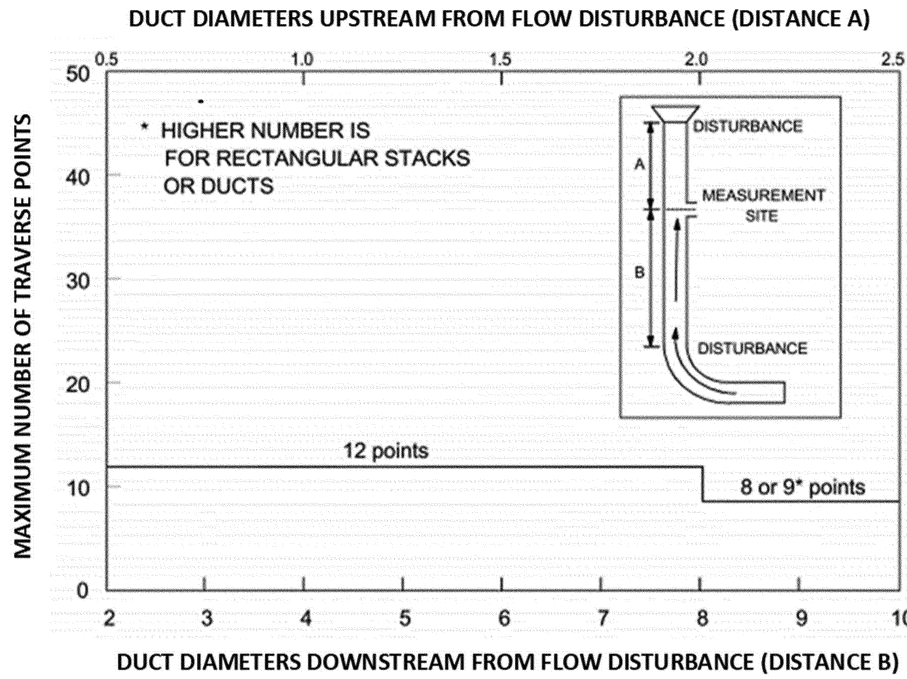 DUCT DIAMETERS UPSTREAM FROM FLOW DISTURBANCE (DISTANCE A)
0.5 1.0 1.5 2.0 2.5
50
40
30
20
10
0
MAXIMUM NUMBER OF TRAVERSE POINTS
* HIGHER NUMBER IS
FOR RECTANGULAR STACKS
OR DUCTS
DISTURBANCE
A
MEASUREMENT
SITE
B
DISTURBANCE
12 points
8 or 9* points
2 3 4 5 6 7 8 9 10
DUCT DIAMETERS DOWNSTREAM FROM FLOW DISTURBANCE (DISTANCE B)